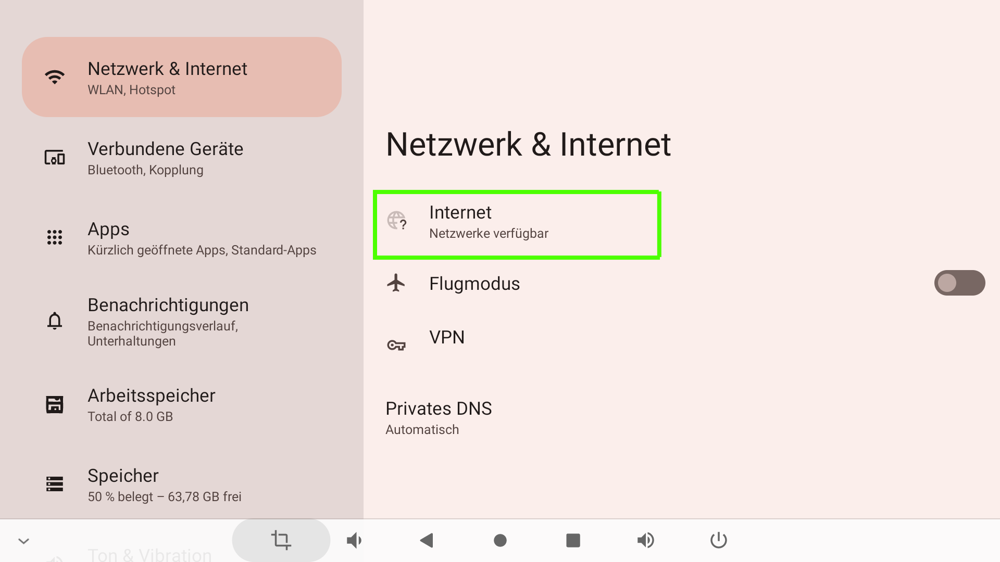 Netzwerk & Internet
WLAN, Hotspot
Verbundene Geräte
Bluetooth, Kopplung
Apps
Kürzlich geöffnete Apps, Standard-Apps
Benachrichtigungen
Benachrichtigungsverlauf,
Unterhaltungen
Arbeitsspeicher
Total of 8.0 GB
Speicher
50 % belegt – 63,78 GB frei
Ton & Vibration
Netzwerk & Internet
Internet
Netzwerke verfügbar
Flugmodus
VPN
Privates DNS
Automatisch